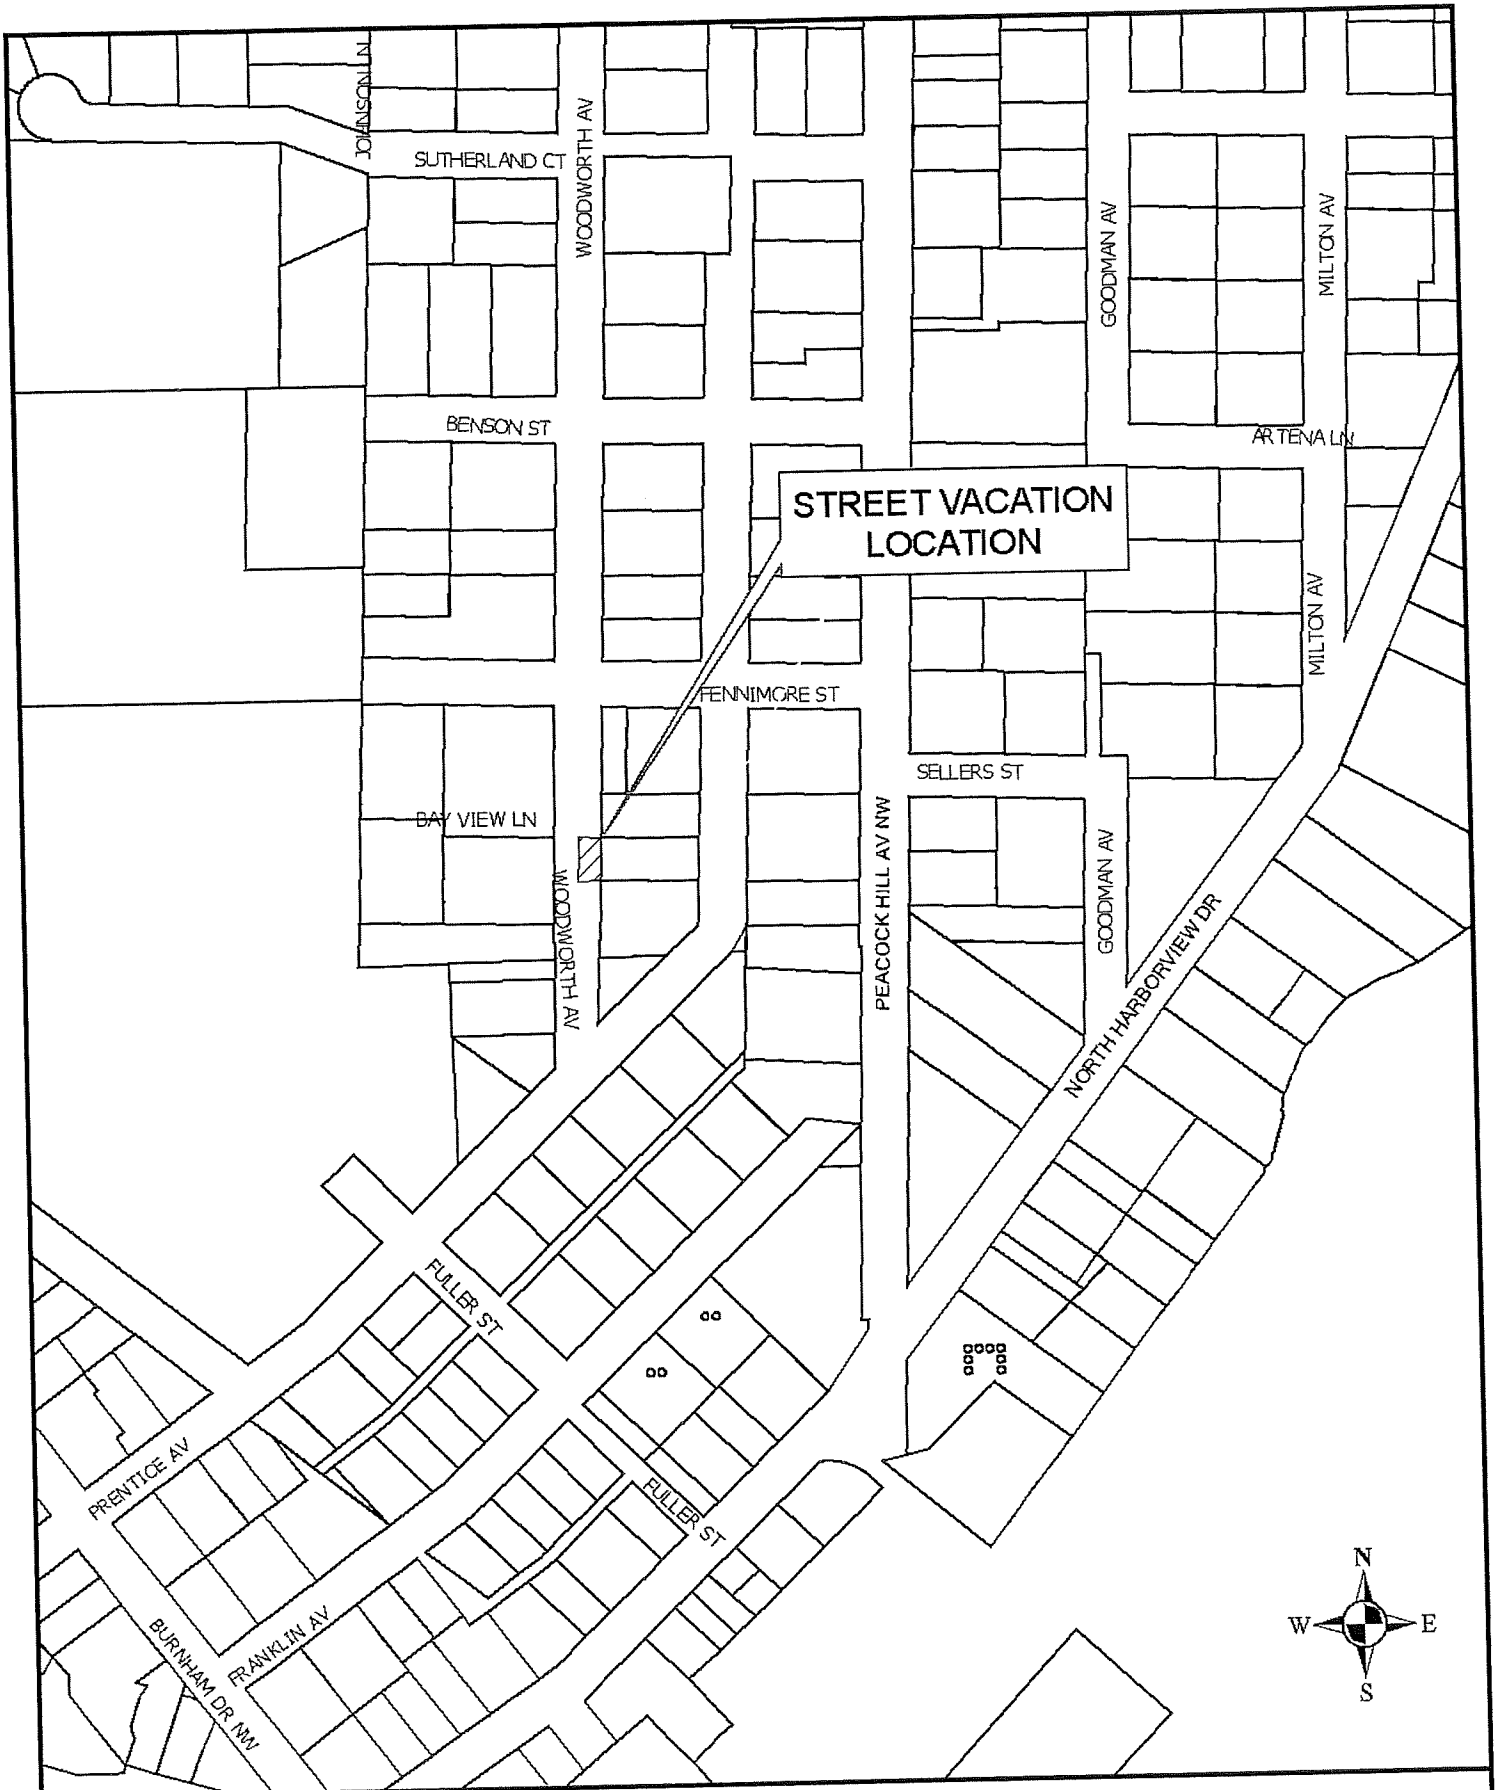 JOHNSON LN
SUTHERLAND CT
WOODWORTH AV
GOODMAN AV
MILTON AV
BENSON ST
ARTENA LN
STREET VACATION
LOCATION
MILTON AV
FENNIMORE ST
SELLERS ST
BAY VIEW LN
WOODWORTH AV
PEACOCK HILL AV NW
GOODMAN AV
NORTH HARBORVIEW DR
FULLER ST
PRENTICE AV
FULLER ST
FRANKLIN AV
BURNHAM DR NW
N
W E
S